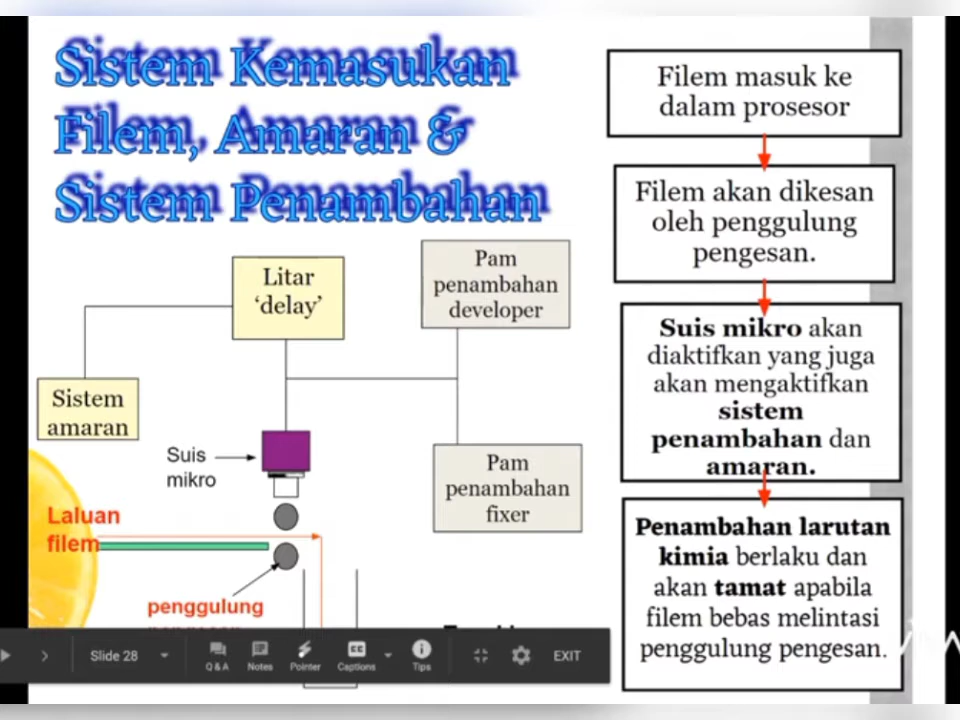 Sistem Kemasukan
Filem, Amaran &
Sistem Penambahan
Litar
‘delay’
Pam
penambahan
developer
Sistem
amaran
Suis
mikro
Pam
penambahan
fixer
Laluan
filem
penggulung
Filem masuk ke
dalam prosesor
Filem akan dikesan
oleh penggulung
pengesan.
Suis mikro akan
diaktifkan yang juga
akan mengaktifkan
sistem
penambahan dan
amaran.
Penambahan larutan
kimia berlaku dan
akan tamat apabila
filem bebas melintasi
penggulung pengesan.
Slide 28
Q & A
Notes
Pointer
CC
Captions
Tips
EXIT